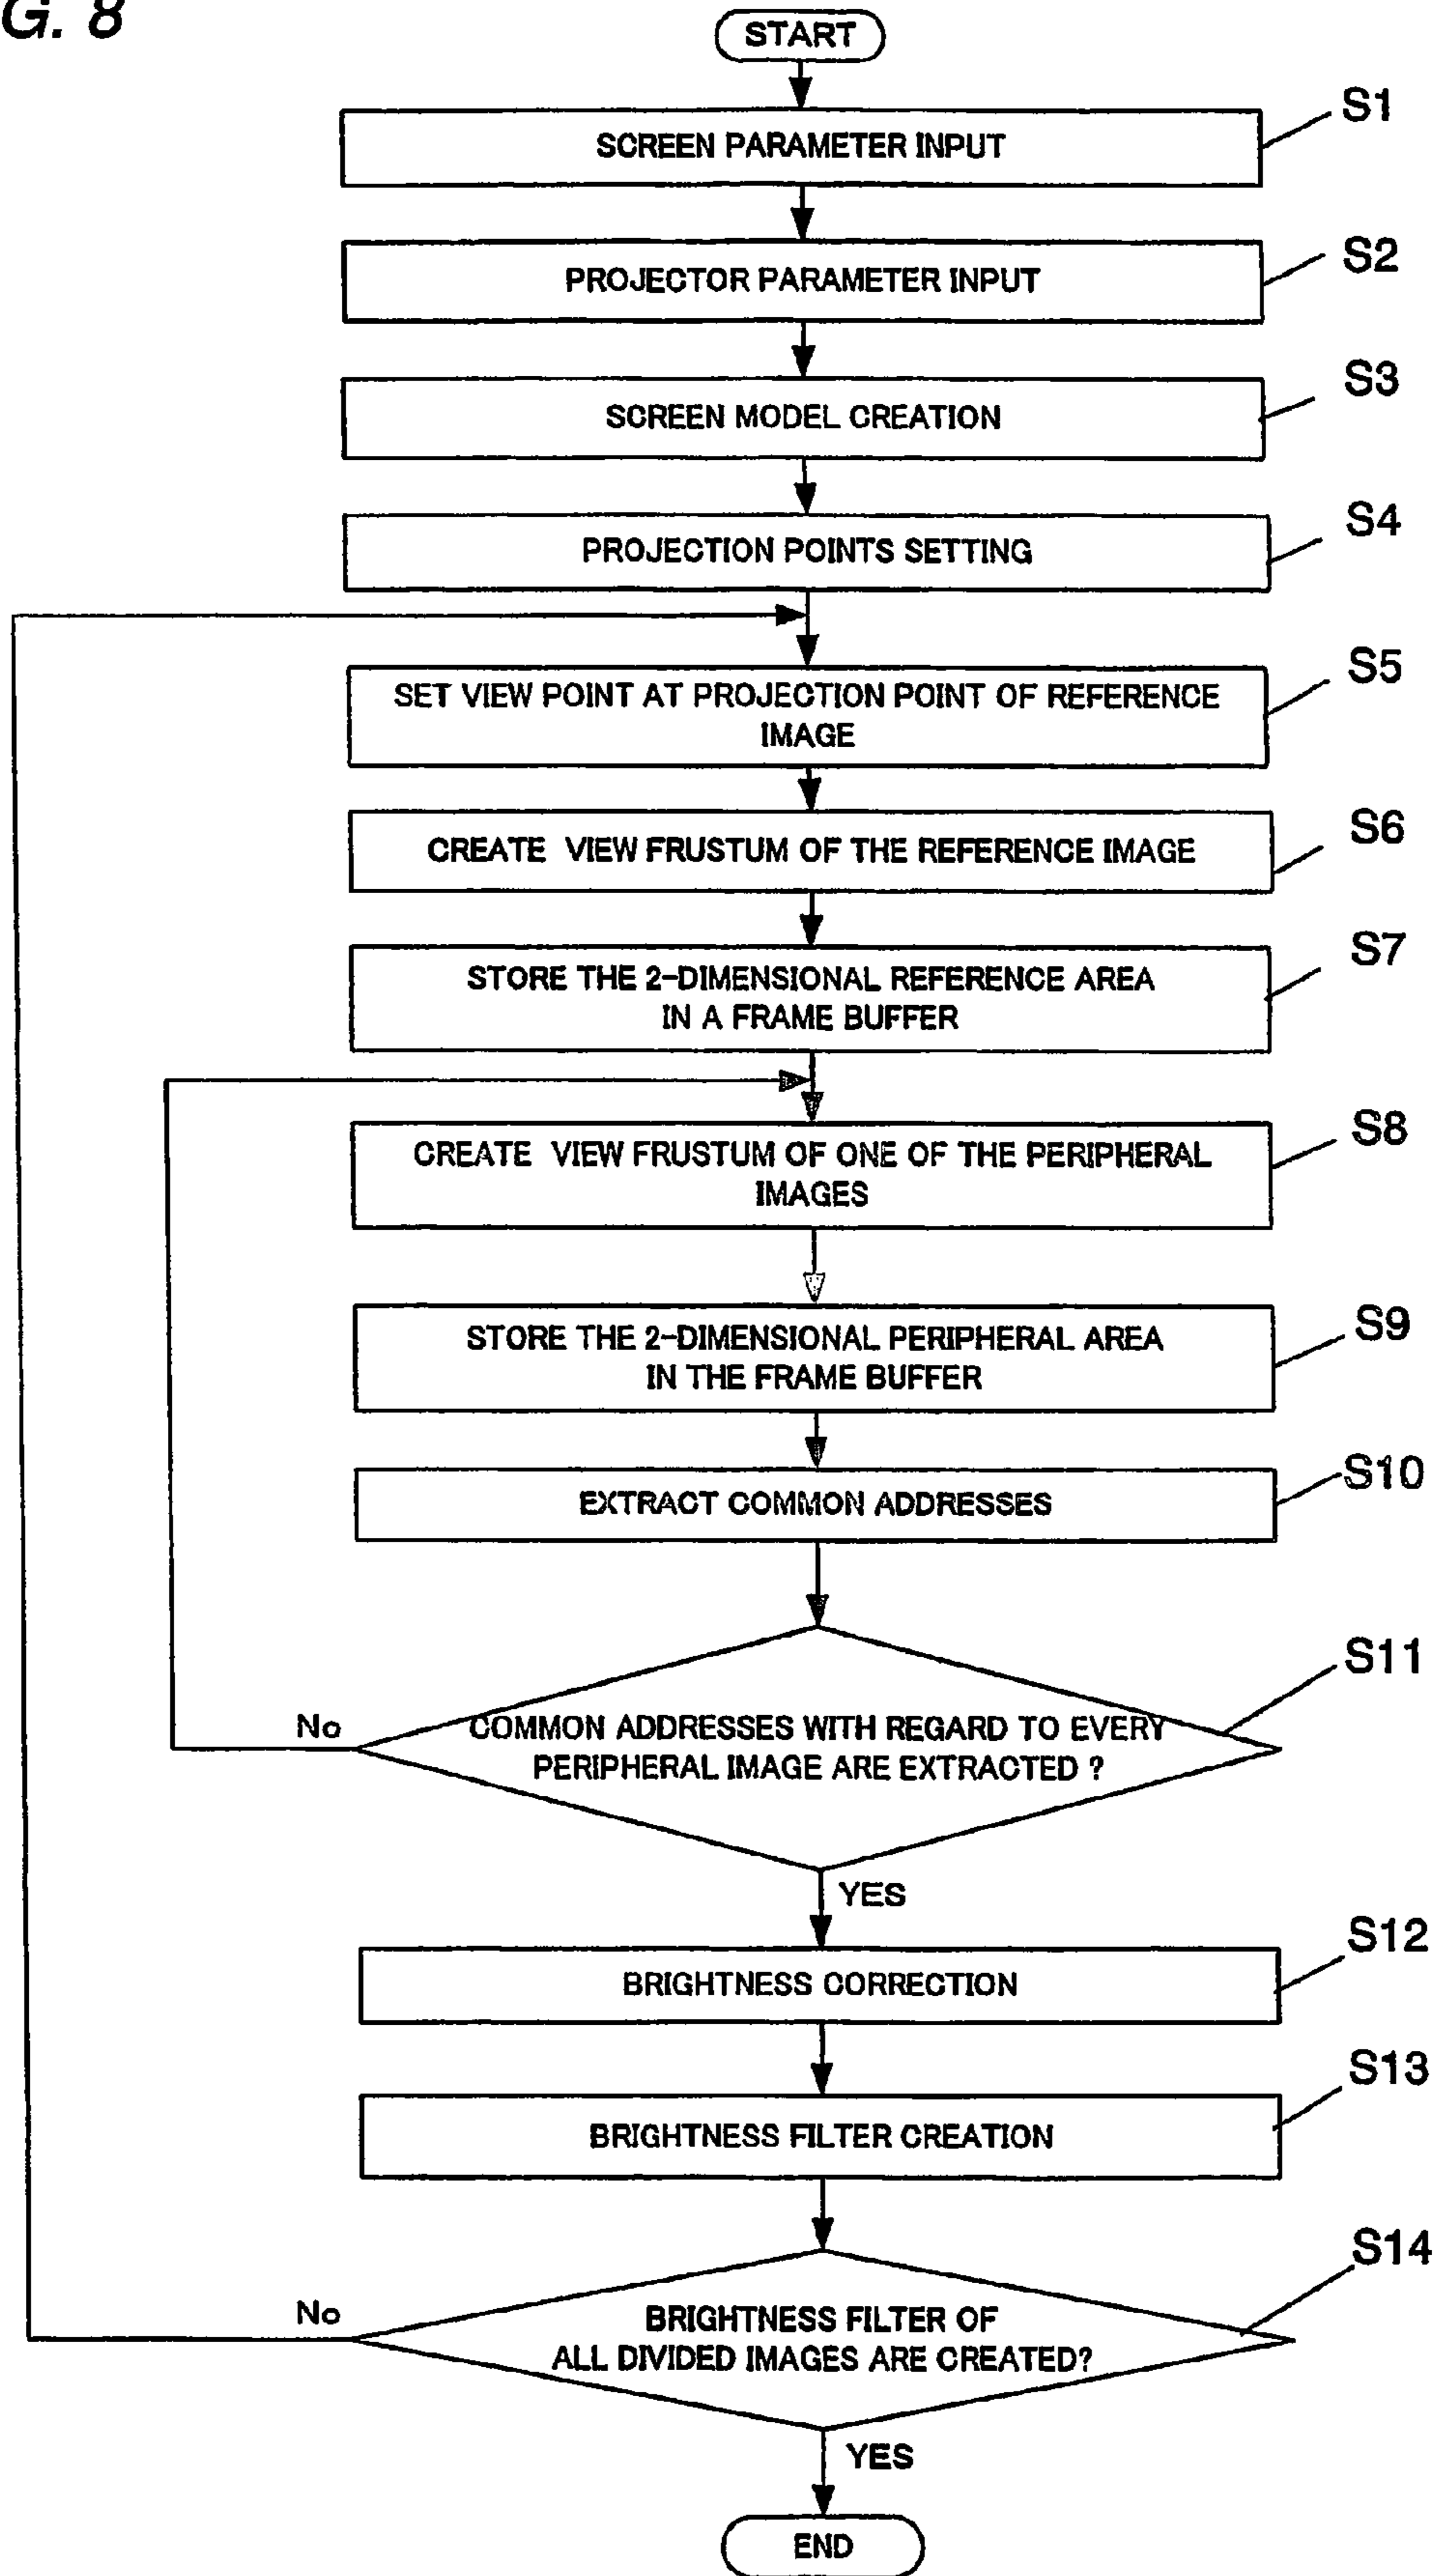 G. 8
START
S1
SCREEN PARAMETER INPUT
S2
PROJECTOR PARAMETER INPUT
S3
SCREEN MODEL CREATION
S4
PROJECTION POINTS SETTING
S5
SET VIEW POINT AT PROJECTION POINT OF REFERENCE
IMAGE
S6
CREATE VIEW FRUSTUM OF THE REFERENCE IMAGE
S7
STORE THE 2-DIMENSIONAL REFERENCE AREA
IN A FRAME BUFFER
S8
CREATE VIEW FRUSTUM OF ONE OF THE PERIPHERAL
IMAGES
S9
STORE THE 2-DIMENSIONAL PERIPHERAL AREA
IN THE FRAME BUFFER
S10
EXTRACT COMMON ADDRESSES
S11
No
COMMON ADDRESSES WITH REGARD TO EVERY
PERIPHERAL IMAGE ARE EXTRACTED ?
YES
S12
BRIGHTNESS CORRECTION
S13
BRIGHTNESS FILTER CREATION
S14
No
BRIGHTNESS FILTER OF
ALL DIVIDED IMAGES ARE CREATED?
YES
END